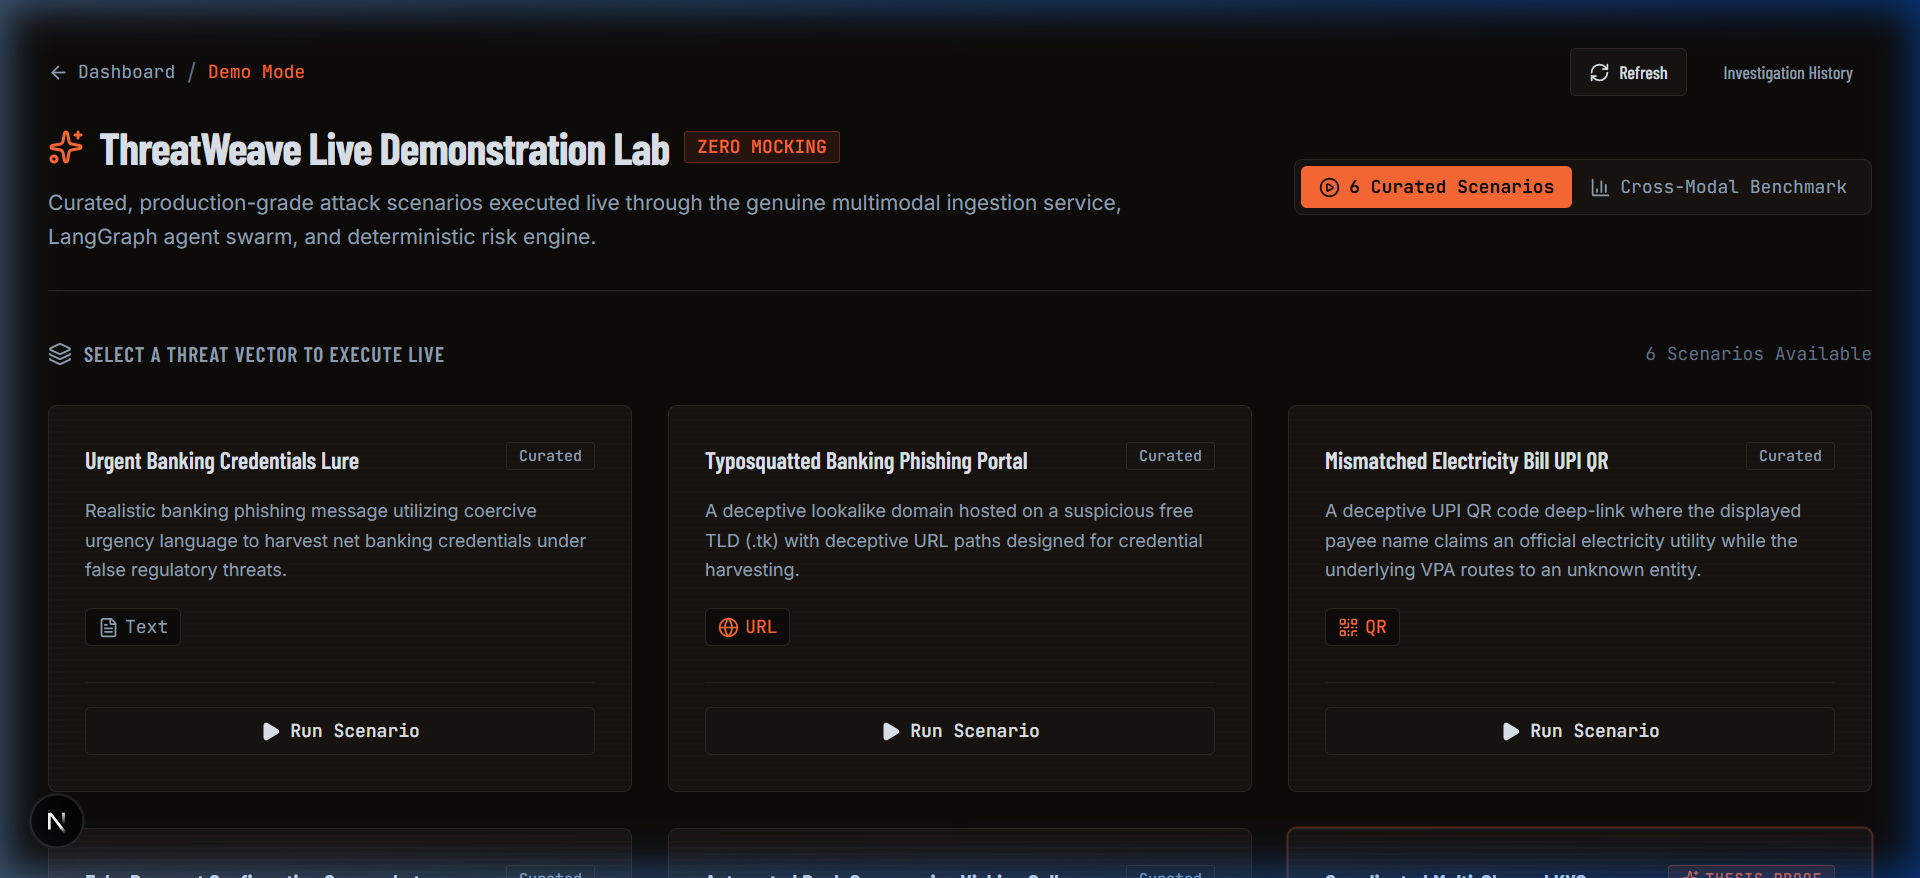 Dashboard / Demo Mode
Refresh
Investigation History
ThreatWeave Live Demonstration Lab
ZERO MOCKING
Curated, production-grade attack scenarios executed live through the genuine multimodal ingestion service,
LangGraph agent swarm, and deterministic risk engine.
6 Curated Scenarios
Cross-Modal Benchmark
SELECT A THREAT VECTOR TO EXECUTE LIVE
6 Scenarios Available
Urgent Banking Credentials Lure
Curated
Realistic banking phishing message utilizing coercive
urgency language to harvest net banking credentials under
false regulatory threats.
Text
Run Scenario
Typosquatted Banking Phishing Portal
Curated
A deceptive lookalike domain hosted on a suspicious free
TLD (.tk) with deceptive URL paths designed for credential
harvesting.
URL
Run Scenario
Mismatched Electricity Bill UPI QR
Curated
A deceptive UPI QR code deep-link where the displayed
payee name claims an official electricity utility while the
underlying VPA routes to an unknown entity.
QR
Run Scenario
N
Curated
Curated
THESIS PROOF